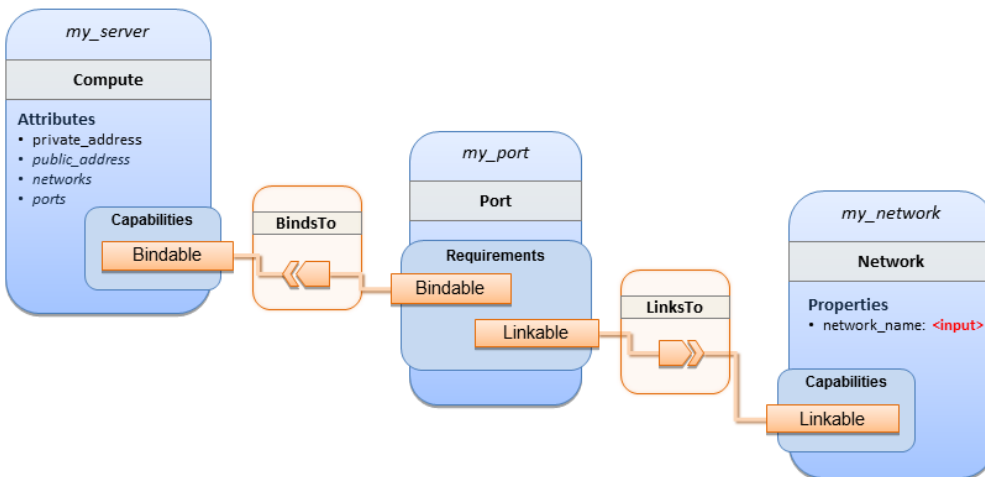 my_server
Compute
Attributes
• private_address
• public_address
• networks
• ports
Capabilities
Bindable
BindsTo
my_port
Port
Requirements
Bindable
Linkable
LinksTo
my_network
Network
Properties
• network_name: <input>
Capabilities
Linkable